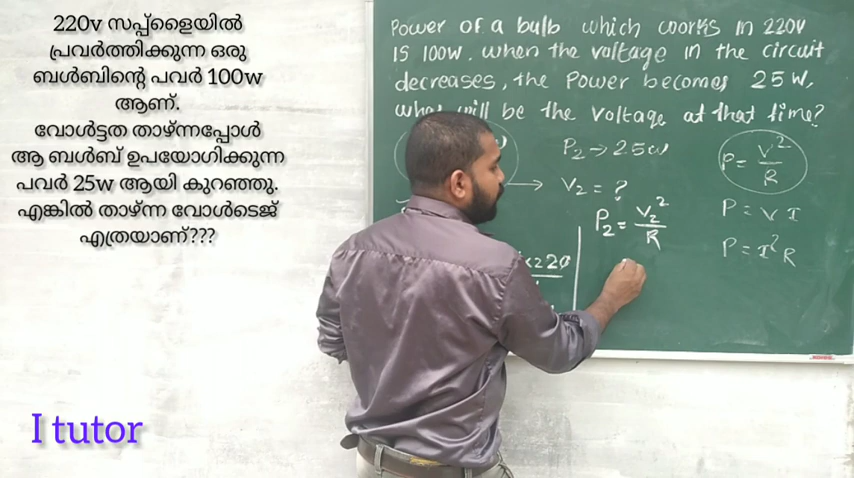 220v സപ്ലൈയിൽ
പ്രവർത്തിക്കുന്ന ഒരു
ബൾബിന്റെ പവർ 100w
ആണ്.
വോൾട്ടത താഴ്ന്നപ്പോൾ
ആ ബൾബ് ഉപയോഗിക്കുന്ന
പവർ 25w ആയി കുറഞ്ഞു.
എങ്കിൽ താഴ്ന്ന വോൾടെജ്
എത്രയാണ്???
I tutor
Power of a bulb which works in 220V
is 100W. When the voltage in the circuit
decreases, the Power becomes 25W,
what will be the voltage at that time?
P₂ → 25w
→ V₂ = ?
P₂ = V₂²/R
P = V²/R
P = VI
P = I²R